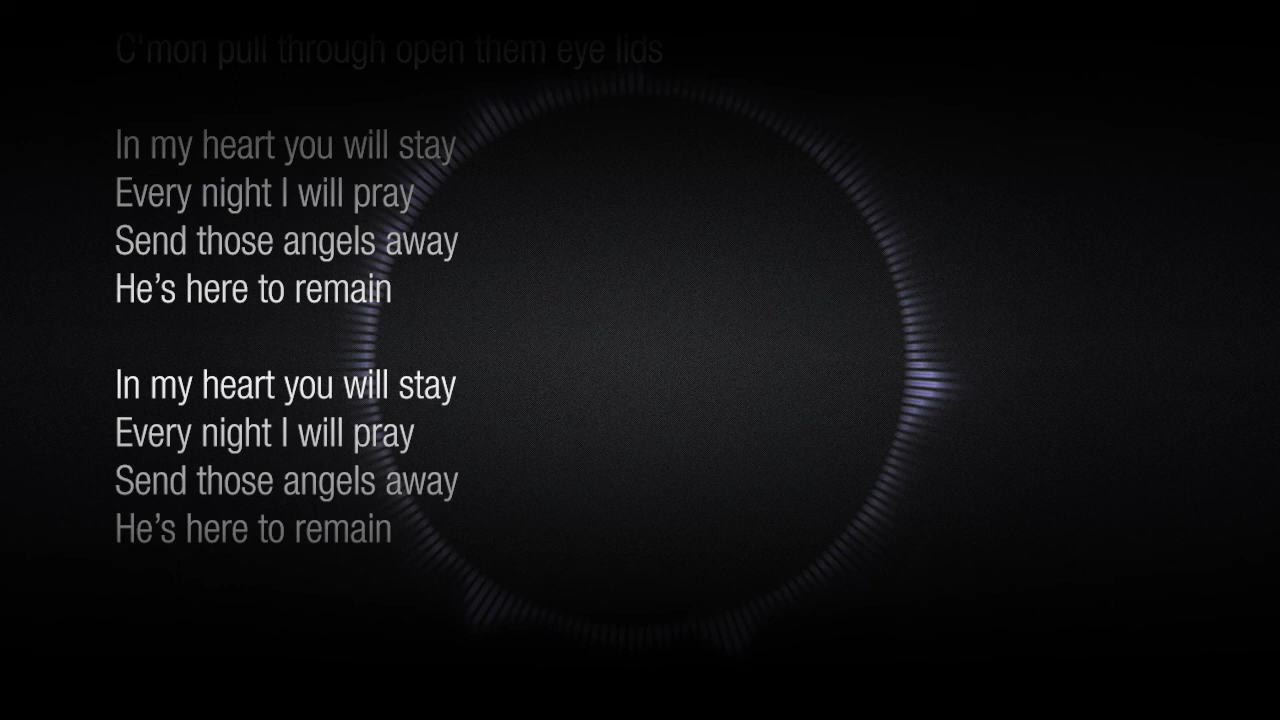 C'mon pull through open them eye lids
In my heart you will stay
Every night I will pray
Send those angels away
He’s here to remain
In my heart you will stay
Every night I will pray
Send those angels away
He’s here to remain